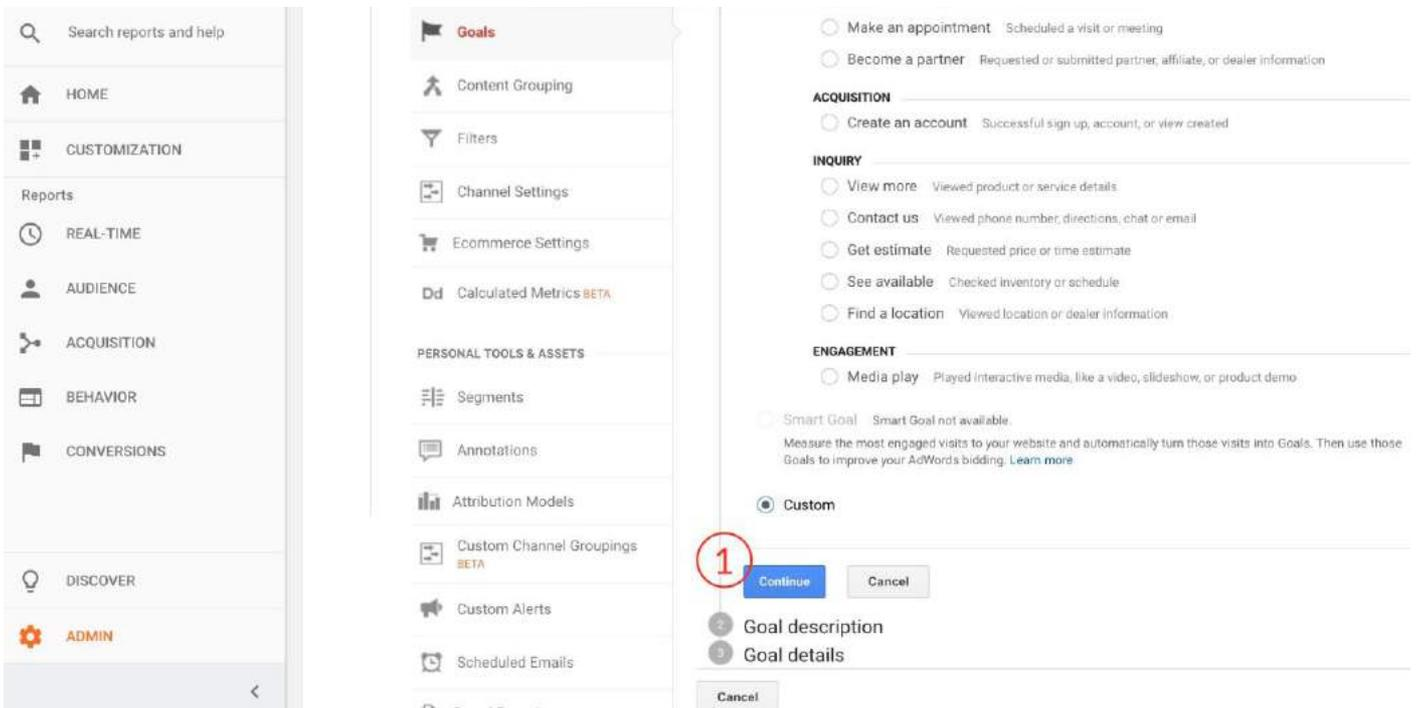 Search reports and help
HOME
CUSTOMIZATION
Reports
REAL-TIME
AUDIENCE
ACQUISITION
BEHAVIOR
CONVERSIONS
DISCOVER
ADMIN
<
Goals
Content Grouping
Filters
Channel Settings
Ecommerce Settings
Dd Calculated Metrics BETA
PERSONAL TOOLS & ASSETS
Segments
Annotations
Attribution Models
Custom Channel Groupings
BETA
Custom Alerts
Scheduled Emails
Make an appointment Scheduled a visit or meeting
Become a partner Requested or submitted partner, affiliate, or dealer information
ACQUISITION
Create an account Successful sign up, account, or view created
INQUIRY
View more Viewed product or service details
Contact us Viewed phone number, directions, chat or email
Get estimate Requested price or time estimate
See available Checked inventory or schedule
Find a location Viewed location or dealer information
ENGAGEMENT
Media play Played interactive media, like a video, slideshow, or product demo
Smart Goal Smart Goal not available.
Measure the most engaged visits to your website and automatically turn those visits into Goals. Then use those
Goals to improve your AdWords bidding. Learn more
Custom
1
Continue Cancel
2 Goal description
3 Goal details
Cancel